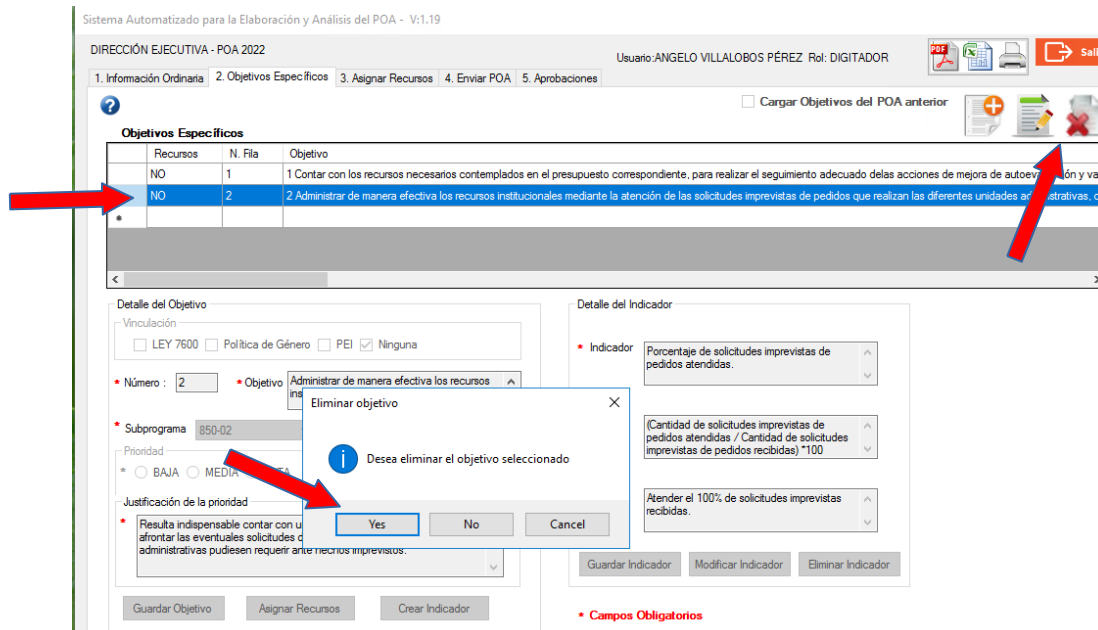 Sistema Automatizado para la Elaboración y Análisis del POA - V:1.19
DIRECCIÓN EJECUTIVA - POA 2022
Usuario:ANGELO VILLALOBOS PÉREZ Rol: DIGITADOR
PDF
Sali
1. Información Ordinaria 2. Objetivos Específicos 3. Asignar Recursos 4. Enviar POA 5. Aprobaciones
Cargar Objetivos del POA anterior
Objetivos Específicos
Recursos N. Fila Objetivo
NO 1 1 Contar con los recursos necesarios contemplados en el presupuesto correspondiente, para realizar el seguimiento adecuado delas acciones de mejora de y va
NO 2 2 Administrar de manera efectiva los recursos institucionales mediante la atención de las solicitudes imprevistas de pedidos que realizan las diferentes unidades
Detalle del Objetivo
Vinculación
LEY 7600 Política de Género PEI Ninguna
* Número : 2 * Objetivo Administrar de manera efectiva los recursos
* Subprograma 850-02
Prioridad
* BAJA MEDIA
Justificación de la prioridad
* Resulta indispensable contar con
afrontar las eventuales solicitudes
administrativas pudiesen requerir ante hechos imprevistos.
Guardar Objetivo Asignar Recursos Crear Indicador
Eliminar objetivo
Desea eliminar el objetivo seleccionado
Yes No Cancel
Detalle del Indicador
* Indicador Porcentaje de solicitudes imprevistas de
pedidos atendidas.
(Cantidad de solicitudes imprevistas de
pedidos atendidas / Cantidad de solicitudes
imprevistas de pedidos recibidas) *100
Atender el 100% de solicitudes imprevistas
recibidas.
Guardar Indicador Modificar Indicador Eliminar Indicador
* Campos Obligatorios